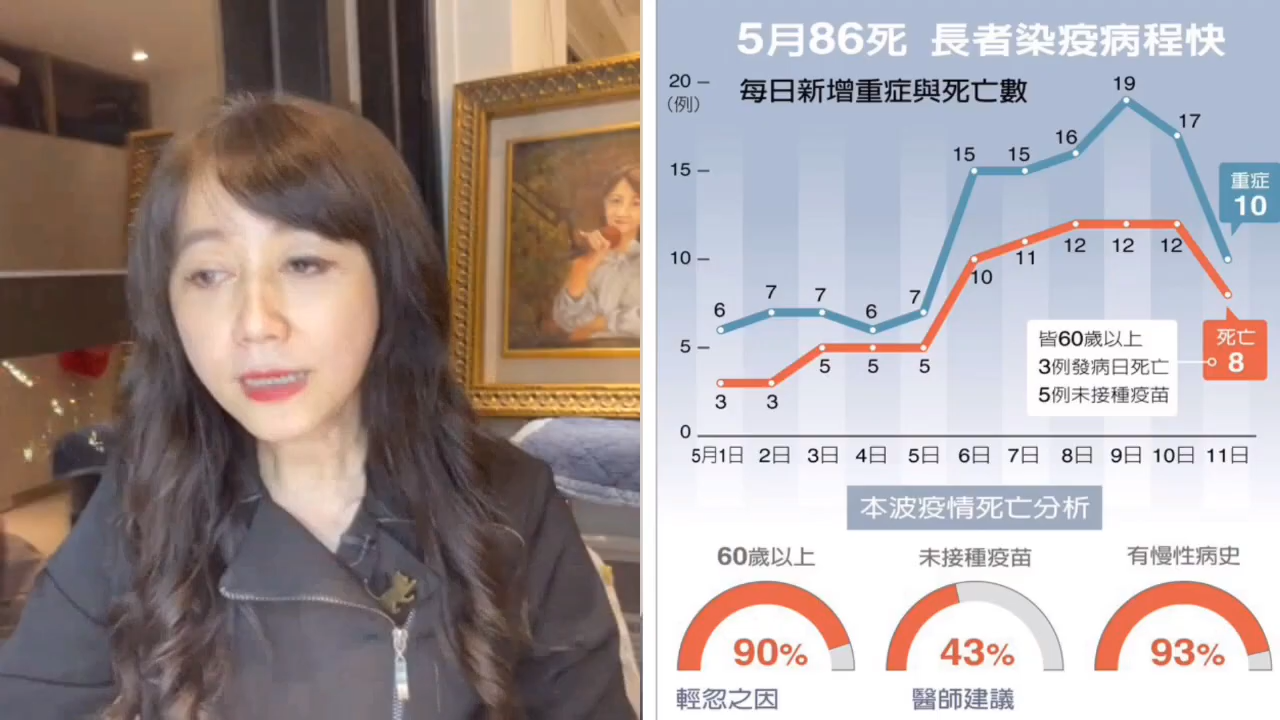 5月86死 長者染疫病程快
每日新增重症與死亡數
20
(例)
15
10
5
0
6
7
7
6
7
15
15
16
19
17
重症
10
3
3
5
5
5
10
11
12
12
12
死亡
8
皆60歲以上
3例發病日死亡
5例未接種疫苗
5月1日 2日 3日 4日 5日 6日 7日 8日 9日 10日 11日
本波疫情死亡分析
60歲以上
90%
未接種疫苗
43%
有慢性病史
93%
輕忽之因
醫師建議